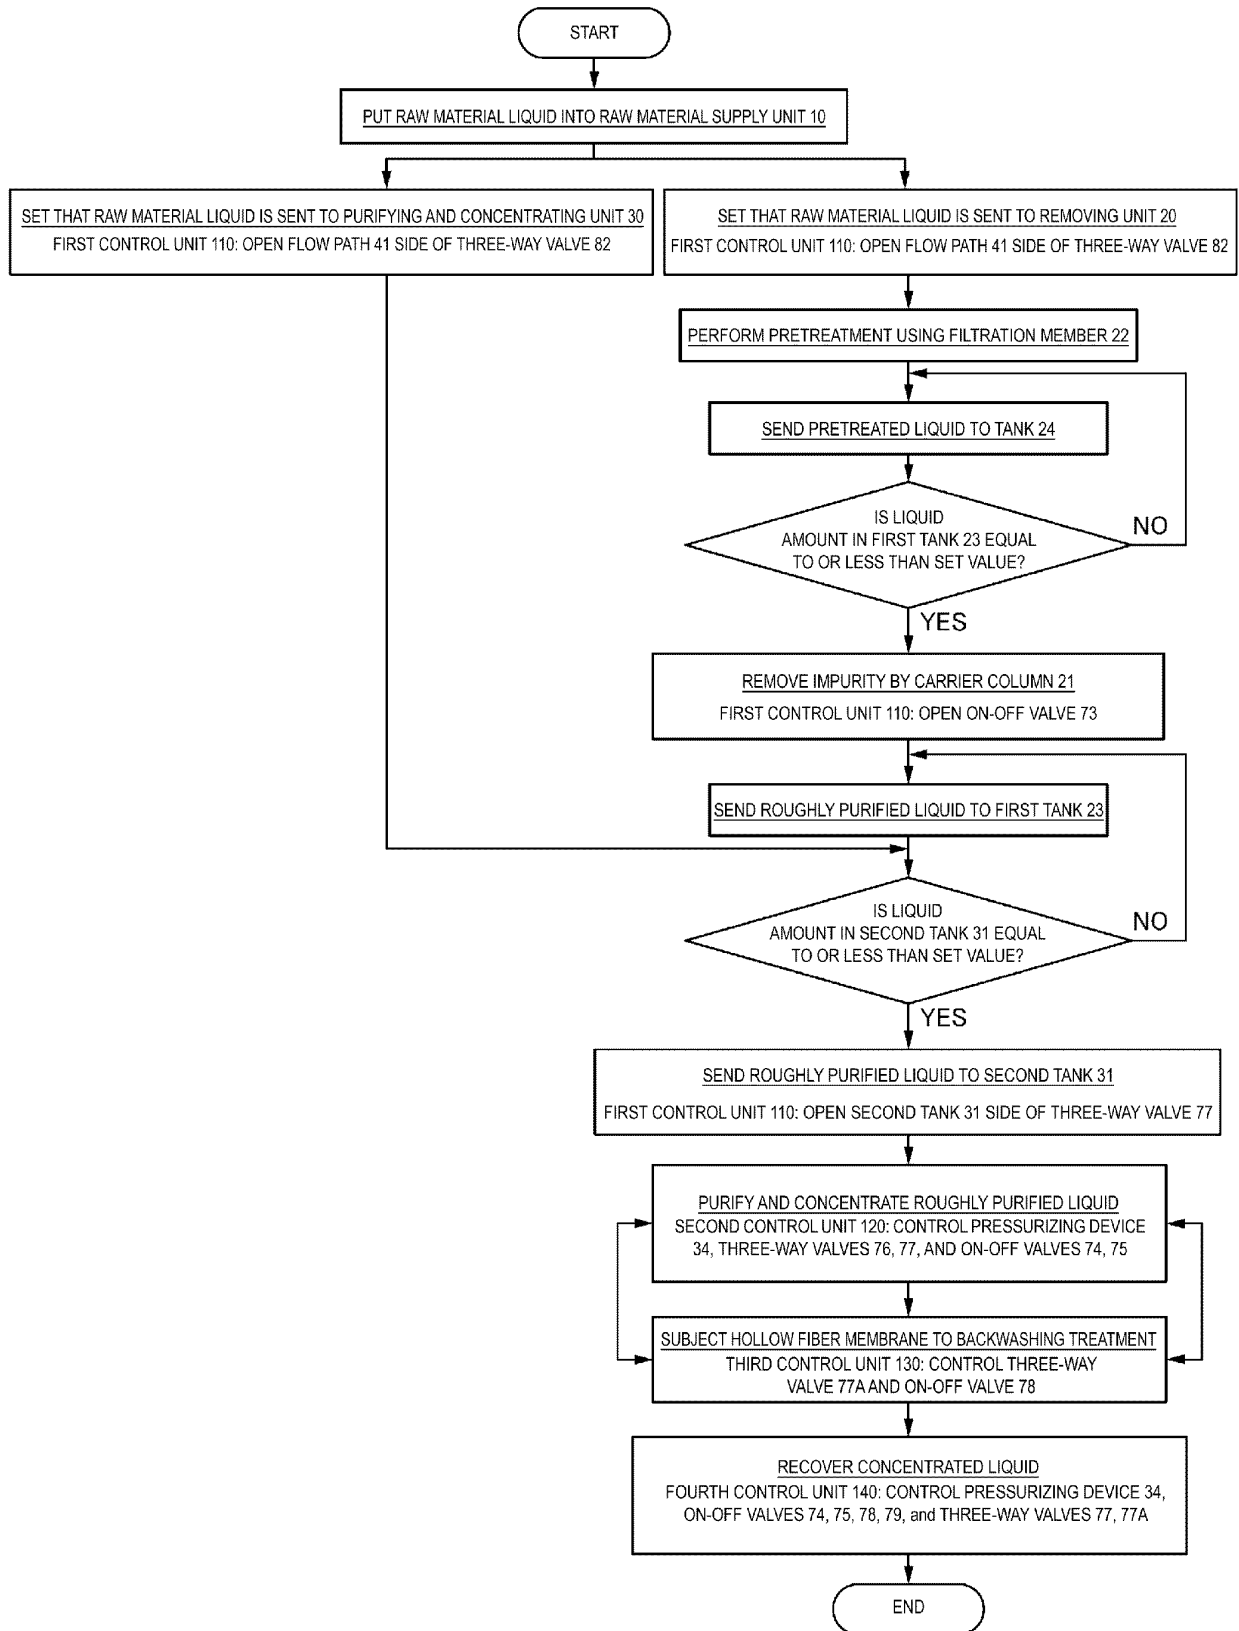 START
PUT RAW MATERIAL LIQUID INTO RAW MATERIAL SUPPLY UNIT 10
SET THAT RAW MATERIAL LIQUID IS SENT TO PURIFYING AND CONCENTRATING UNIT 30
FIRST CONTROL UNIT 110: OPEN FLOW PATH 41 SIDE OF THREE-WAY VALVE 82
SET THAT RAW MATERIAL LIQUID IS SENT TO REMOVING UNIT 20
FIRST CONTROL UNIT 110: OPEN FLOW PATH 41 SIDE OF THREE-WAY VALVE 82
PERFORM PRETREATMENT USING FILTRATION MEMBER 22
SEND PRETREATED LIQUID TO TANK 24
IS LIQUID
AMOUNT IN FIRST TANK 23 EQUAL
TO OR LESS THAN SET VALUE?
NO
YES
REMOVE IMPURITY BY CARRIER COLUMN 21
FIRST CONTROL UNIT 110: OPEN ON-OFF VALVE 73
SEND ROUGHLY PURIFIED LIQUID TO FIRST TANK 23
IS LIQUID
AMOUNT IN SECOND TANK 31 EQUAL
TO OR LESS THAN SET VALUE?
NO
YES
SEND ROUGHLY PURIFIED LIQUID TO SECOND TANK 31
FIRST CONTROL UNIT 110: OPEN SECOND TANK 31 SIDE OF THREE-WAY VALVE 77
PURIFY AND CONCENTRATE ROUGHLY PURIFIED LIQUID
SECOND CONTROL UNIT 120: CONTROL PRESSURIZING DEVICE
34, THREE-WAY VALVES 76, 77, AND ON-OFF VALVES 74, 75
SUBJECT HOLLOW FIBER MEMBRANE TO BACKWASHING TREATMENT
THIRD CONTROL UNIT 130: CONTROL THREE-WAY
VALVE 77A AND ON-OFF VALVE 78
RECOVER CONCENTRATED LIQUID
FOURTH CONTROL UNIT 140: CONTROL PRESSURIZING DEVICE 34,
ON-OFF VALVES 74, 75, 78, 79, and THREE-WAY VALVES 77, 77A
END